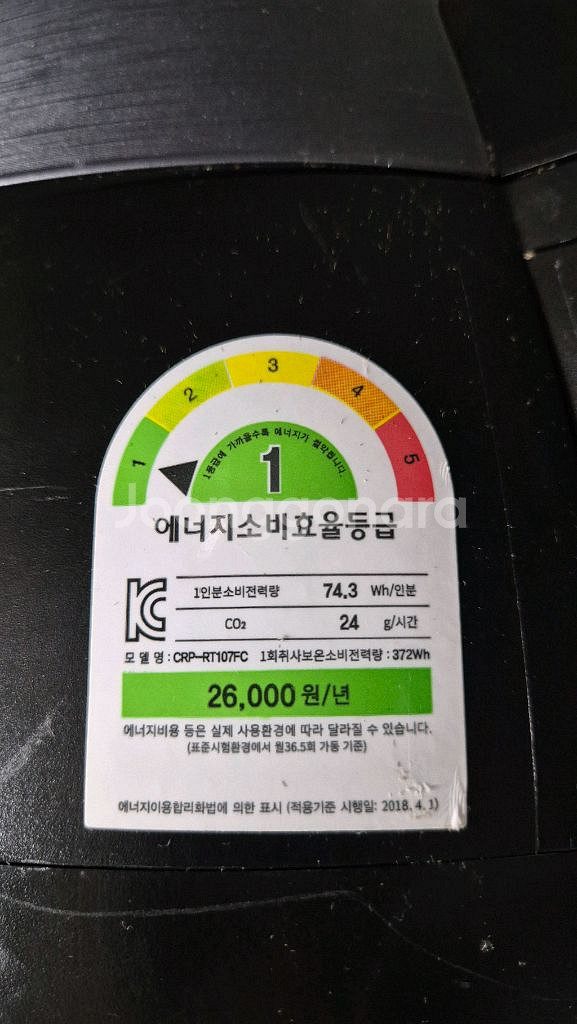 1 2 3 4 5
1등급에 가까울수록 에너지가 절약됩니다.
1
Joonggonara
에너지소비효율등급
1인분소비전력량 74.3 Wh/인분
CO₂ 24 g/시간
모 델 명 : CRP-RT107FC 1회취사보온소비전력량 : 372Wh
26,000 원/년
에너지비용 등은 실제 사용환경에 따라 달라질 수 있습니다.
(표준시험환경에서 월36.5회 가동 기준)
에너지이용합리화법에 의한 표시 (적용기준 시행일: 2018. 4. 1)